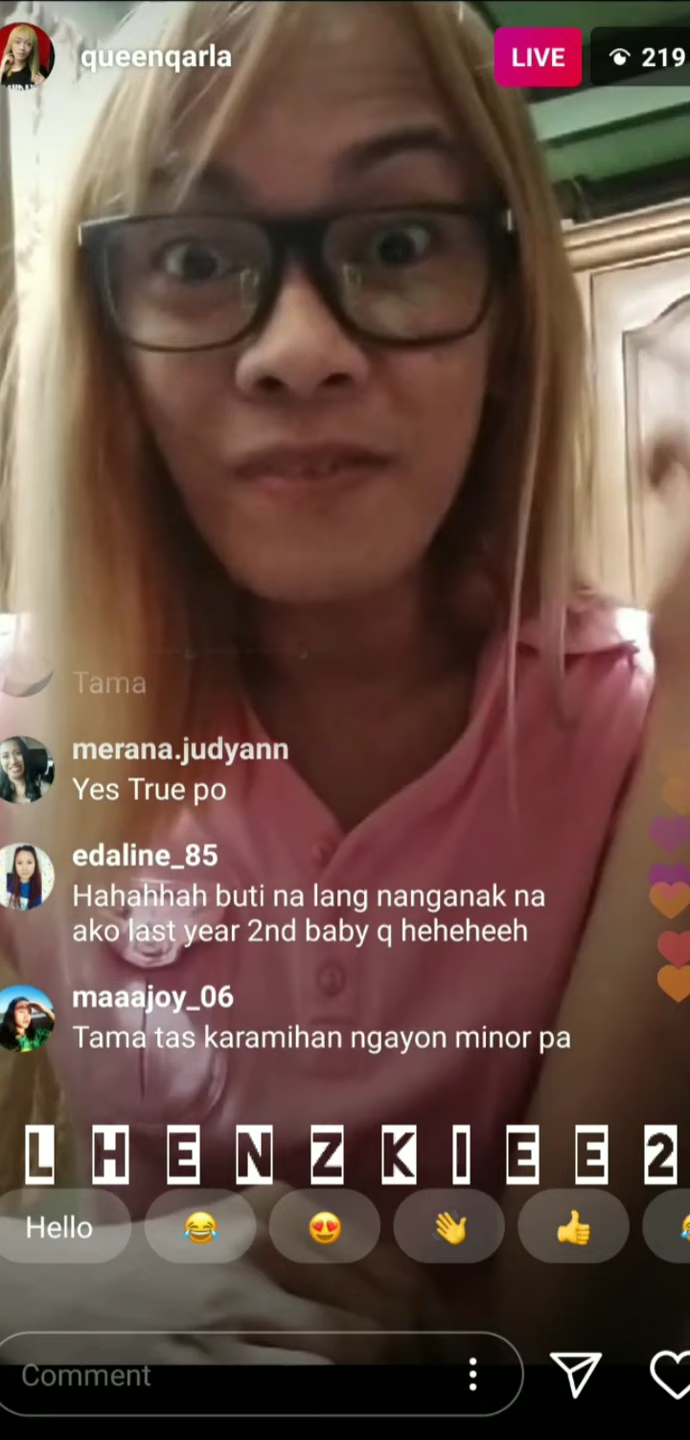 queenqarla
LIVE
219
Tama
merana.judyann
Yes True po
edaline_85
Hahahhah buti na lang nanganak na
ako last year 2nd baby q heheheeh
maaajoy_06
Tama tas karamihan ngayon minor pa
LHENZKIEE2
Hello
Comment